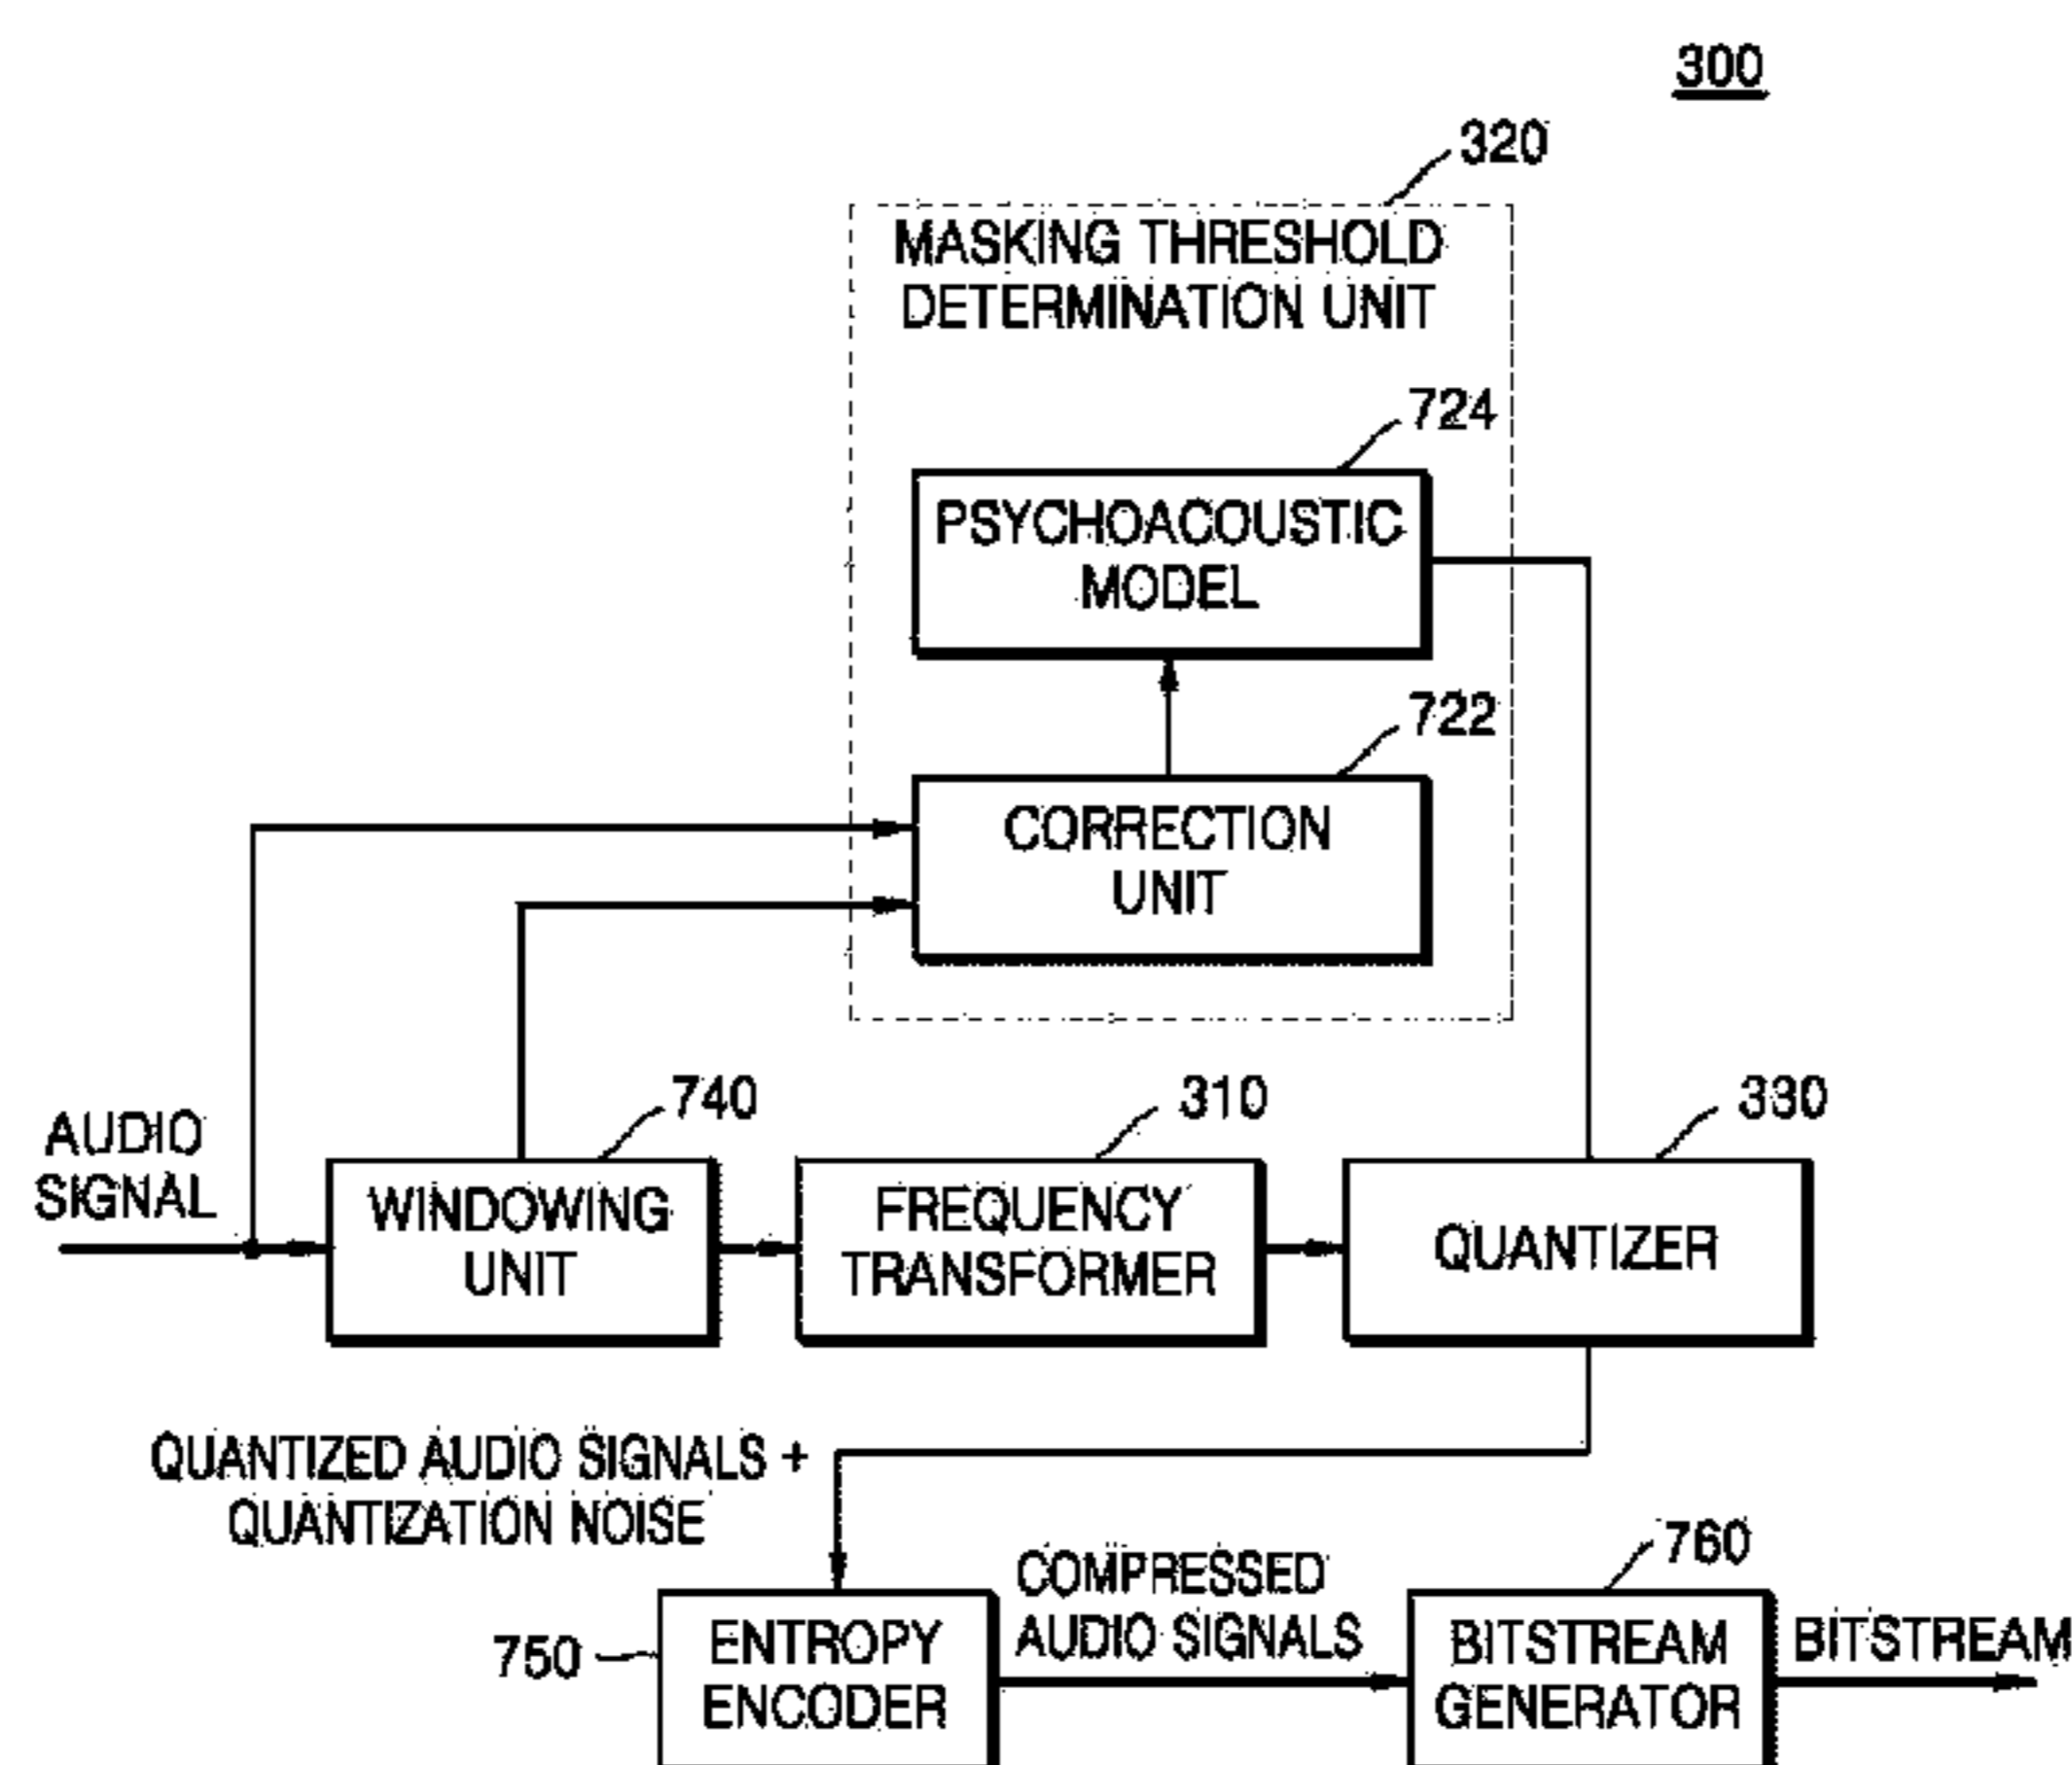 300
320
MASKING THRESHOLD
DETERMINATION UNIT
724
PSYCHOACOUSTIC
MODEL
722
CORRECTION
UNIT
AUDIO
SIGNAL
740
WINDOWING
UNIT
310
FREQUENCY
TRANSFORMER
330
QUANTIZER
QUANTIZED AUDIO SIGNALS +
QUANTIZATION NOISE
750
ENTROPY
ENCODER
COMPRESSED
AUDIO SIGNALS
760
BITSTREAM
GENERATOR
BITSTREAM